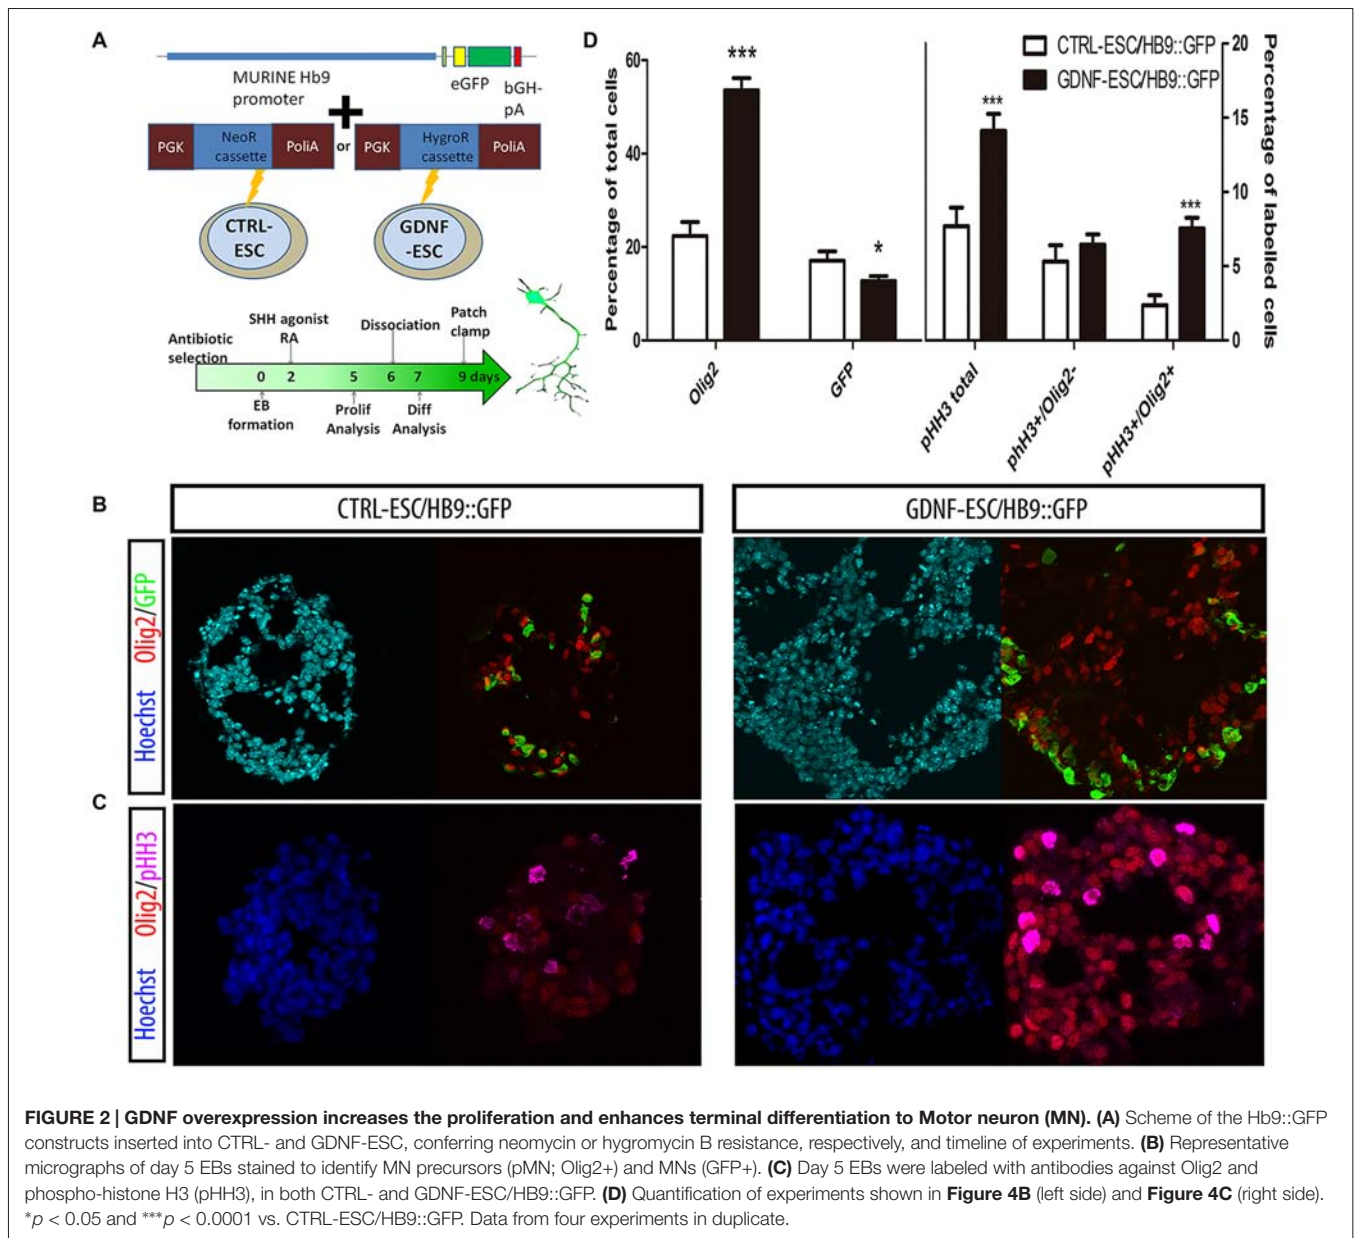 A
MURINE Hb9
promoter
eGFP
bGH-
pA
PGK
NeoR
cassette
PoliA
or
PGK
HygroR
cassette
PoliA
CTRL-
ESC
GDNF
-ESC
Antibiotic
selection
SHH agonist
RA
Dissociation
Patch
clamp
0 2 5 6 7 9 days
EB
formation
Prolif
Analysis
Diff
Analysis
D
CTRL-ESC/HB9::GFP
GDNF-ESC/HB9::GFP
Percentage of total cells
60
40
20
0
***
*
***
***
20
15
10
5
0
Percentage of labelled cells
Olig2
GFP
pHH3 total
phH3+/Olig2-
pHH3+/Olig2+
B
CTRL-ESC/HB9::GFP
GDNF-ESC/HB9::GFP
Hoechst Olig2/GFP
C
Hoechst Olig2/pHH3
FIGURE 2 | GDNF overexpression increases the proliferation and enhances terminal differentiation to Motor neuron (MN). (A) Scheme of the Hb9::GFP
constructs inserted into CTRL- and GDNF-ESC, conferring neomycin or hygromycin B resistance, respectively, and timeline of experiments. (B) Representative
micrographs of day 5 EBs stained to identify MN precursors (pMN; Olig2+) and MNs (GFP+). (C) Day 5 EBs were labeled with antibodies against Olig2 and
phospho-histone H3 (pHH3), in both CTRL- and GDNF-ESC/HB9::GFP. (D) Quantification of experiments shown in Figure 4B (left side) and Figure 4C (right side).
*p < 0.05 and ***p < 0.0001 vs. CTRL-ESC/HB9::GFP. Data from four experiments in duplicate.